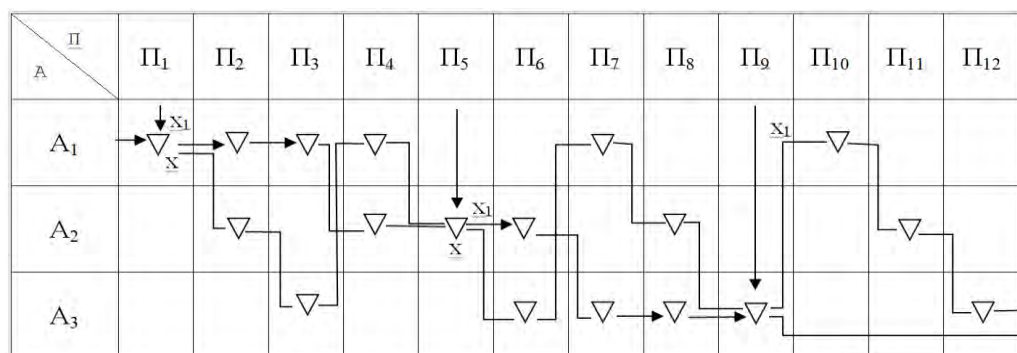 П
А
П₁ П₂ П₃ П₄ П₅ П₆ П₇ П₈ П₉ П₁₀ П₁₁ П₁₂
А₁ X₁ X X₁
А₂ X₁ X
А₃